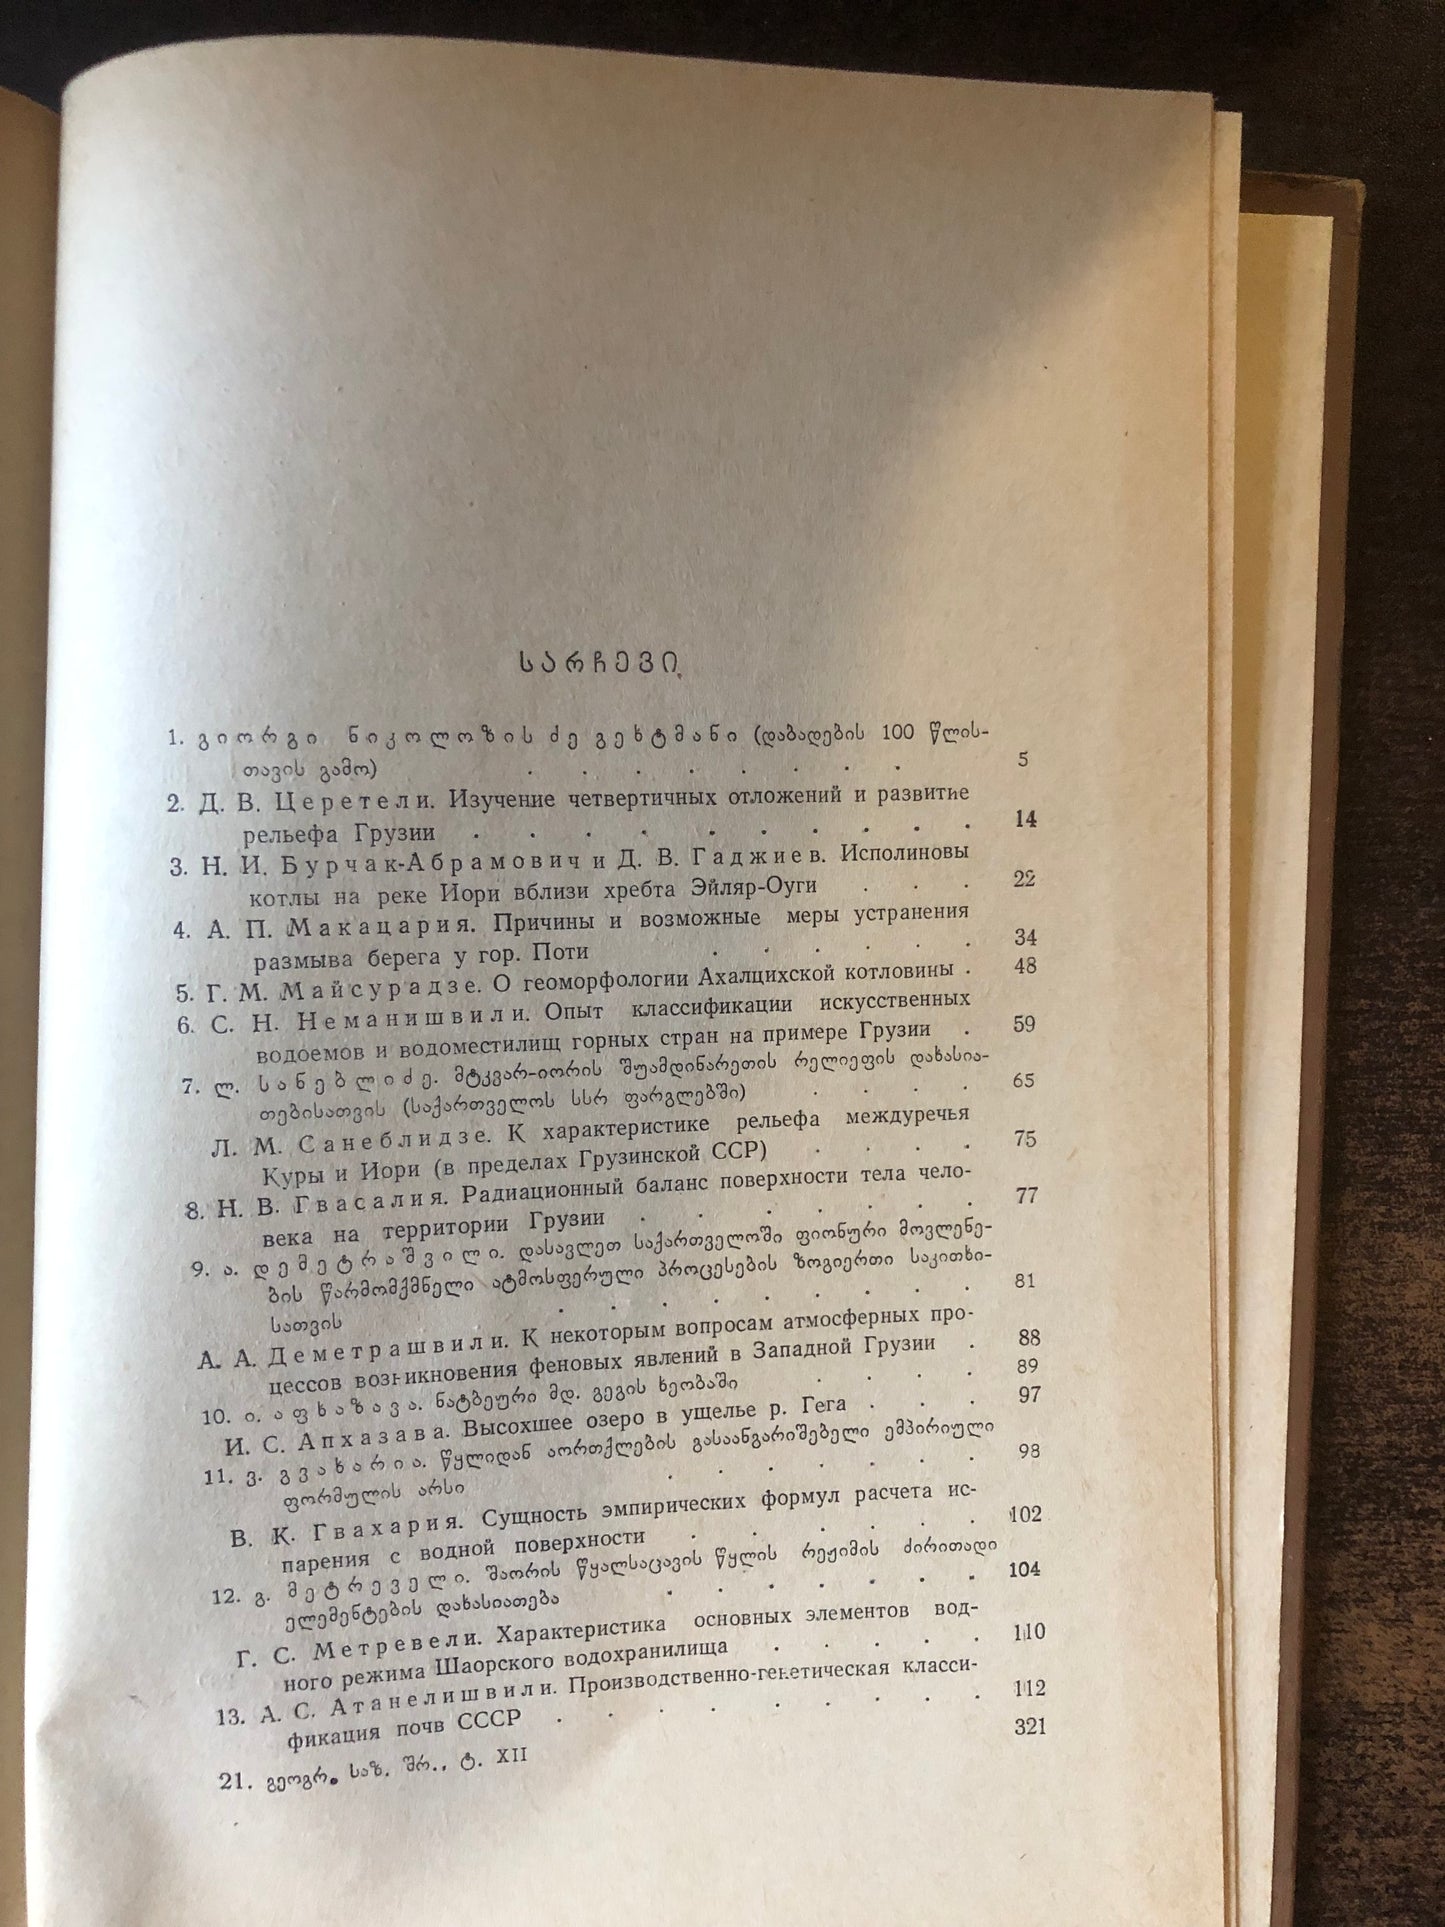 სარჩევი
1. გიორგი ნიკოლოზის ძე გეხტმანი (დაბადების 100 წლის-
თავის გამო) . . . . . . . . 5
2. Д. В. Церетели. Изучение четвертичных отложений и развитие
рельефа Грузии . . . . . . . . . 14
3. Н. И. Бурчак-Абрамович и Д. В. Гаджиев. Исполиновы
котлы на реке Иори вблизи хребта Эйляр-Оуги . . . 22
4. А. П. Макацария. Причины и возможные меры устранения
размыва берега у гор. Поти . . . . . . 34
5. Г. М. Майсурадзе. О геоморфологии Ахалцихской котловины . 48
6. С. Н. Неманишвили. Опыт классификации искусственных
водоемов и водоместилищ горных стран на примере Грузии . 59
7. ლ. სანებლიძე. მტკვარ-იორის შუამდინარეთის რელიეფის დახასია-
თებისათვის (საქართველოს სსრ ფარგლებში) . . . . 65
Л. М. Санеблидзе. К характеристике рельефа междуречья
Куры и Иори (в пределах Грузинской ССР) . . . . 75
8. Н. В. Гвасалия. Радиационный баланс поверхности тела чело-
века на территории Грузии . . . . . . . 77
9. ა. დემეტრაშვილი. დასავლეთ საქართველოში ფიონური მოვლენე-
ბის წარმომქმნელი ატმოსფერული პროცესების ზოგიერთი საკითხი-
სათვის . . . . . . . . . 81
А. А. Деметрашвили. К некоторым вопросам атмосферных про-
цессов возникновения феновых явлений в Западной Грузии . 88
10. ი. აფხაზავა. ნატბეური მდ. გეგის ხეობაში . . . . 89
И. С. Апхазава. Высохшее озеро в ущелье р. Гега . . . 97
11. ვ. გვახარია. წყლიდან აორთქლების გასაანგარიშებელი ემპირიული
ფორმულის არსი . . . . . . . 98
В. К. Гвахария. Сущность эмпирических формул расчета ис-
парения с водной поверхности . . . . . . 102
12. გ. მეტრეველი. შაორის წყალსაცავის წყლის რეჟიმის ძირითადი
ელემენტების დახასიათება . . . . . . . 104
Г. С. Метревели. Характеристика основных элементов вод-
ного режима Шаорского водохранилища . . . . . 110
13. А. С. Атанелишвили. Производственно-генетическая класси-
фикация почв СССР . . . . . . . . 112
21. გეოგრ. საზ. შრ., ტ. XII 321